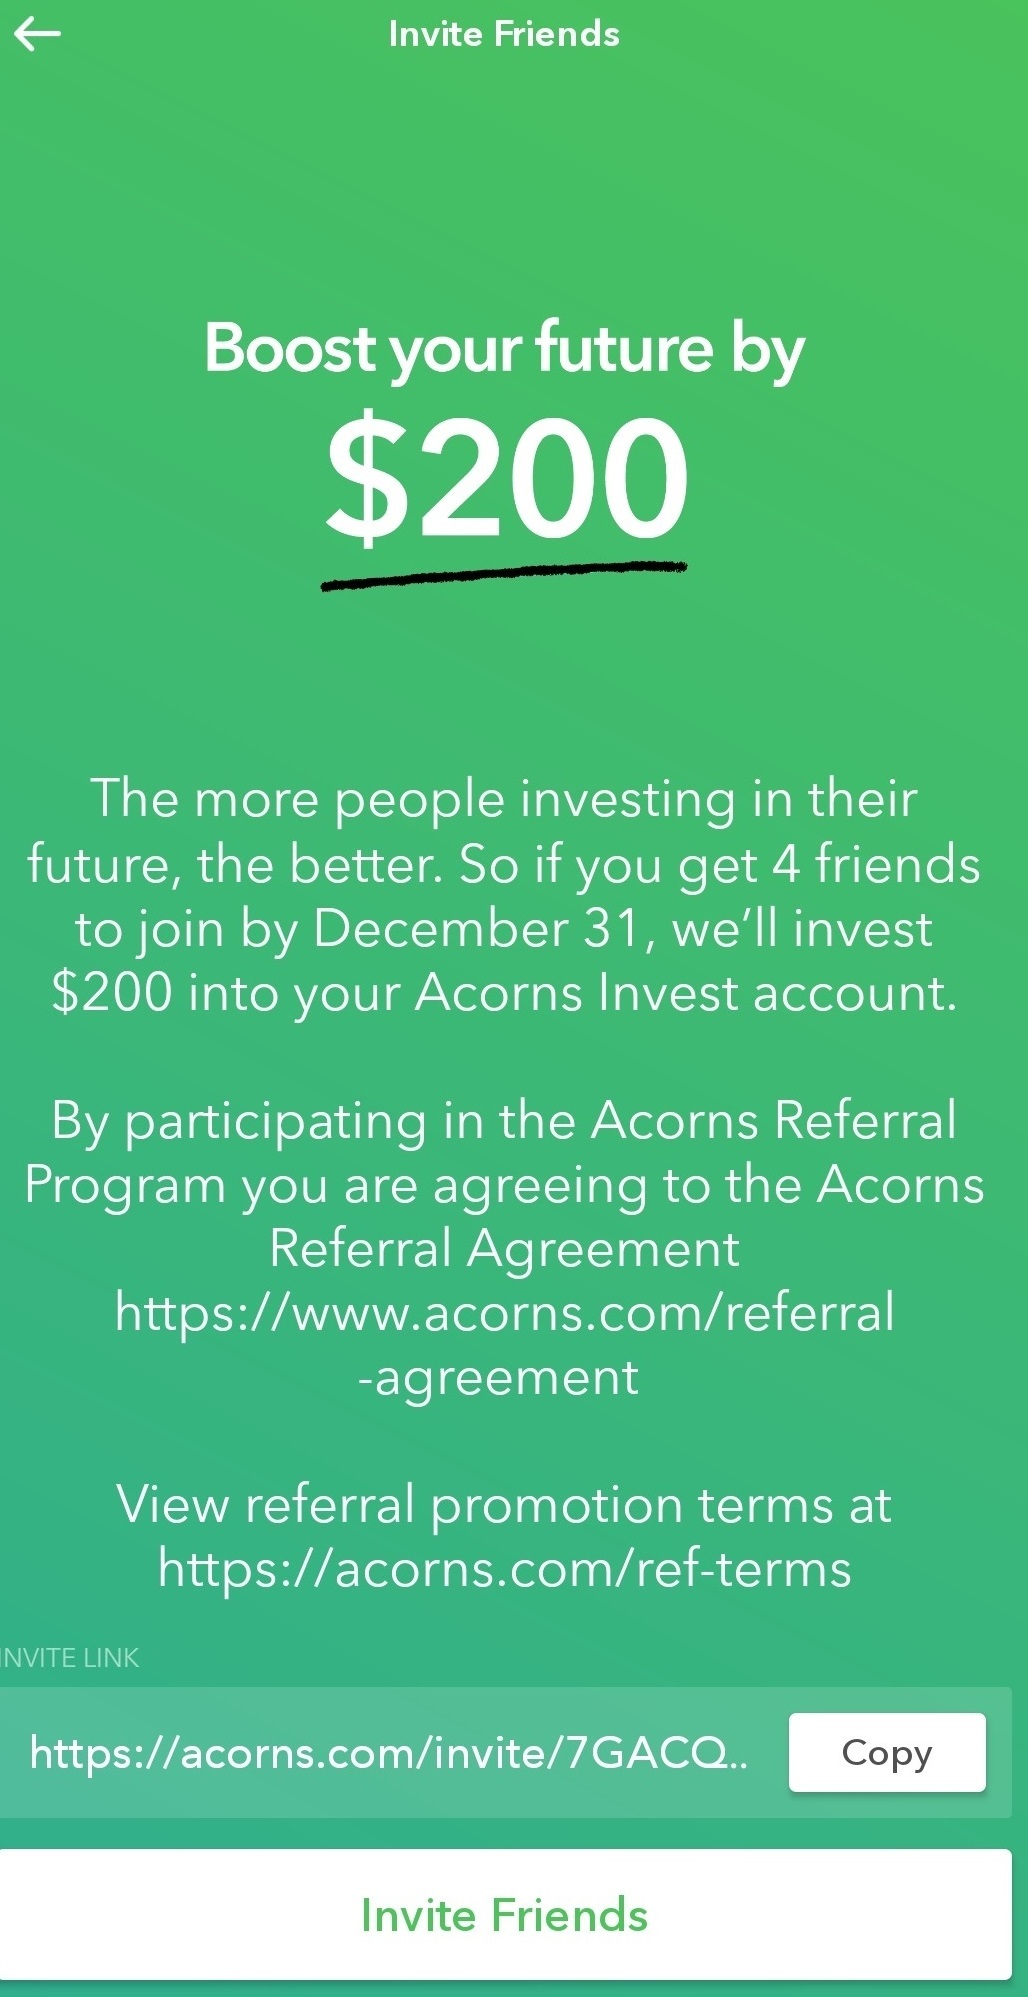 Invite Friends
Boost your future by
$200
The more people investing in their
future, the better. So if you get 4 friends
to join by December 31, we’ll invest
$200 into your Acorns Invest account.
By participating in the Acorns Referral
Program you are agreeing to the Acorns
Referral Agreement
https://www.acorns.com/referral
-agreement
View referral promotion terms at
https://acorns.com/ref-terms
INVITE LINK
https://acorns.com/invite/7GACQ..
Copy
Invite Friends